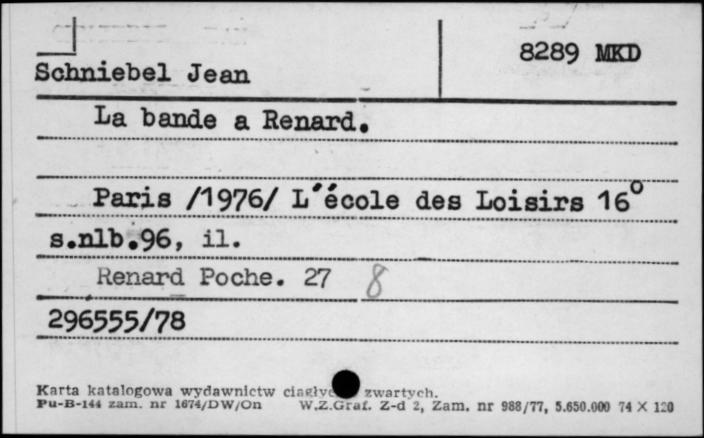 8289 MKD
Schniebel Jean
La bande a Renard.
Paris /1976/ L'école des Loisirs 16°
s.nlb.96, il.
Renard Poche. 27 8
296555/78
Karta katalogowa wydawnictw zwartych.
Pu-B-144 zam. nr 1674/DW/On W.Z.Graf. Z-d 2, Zam. nr 988/77, 5.650.000 74 X 120